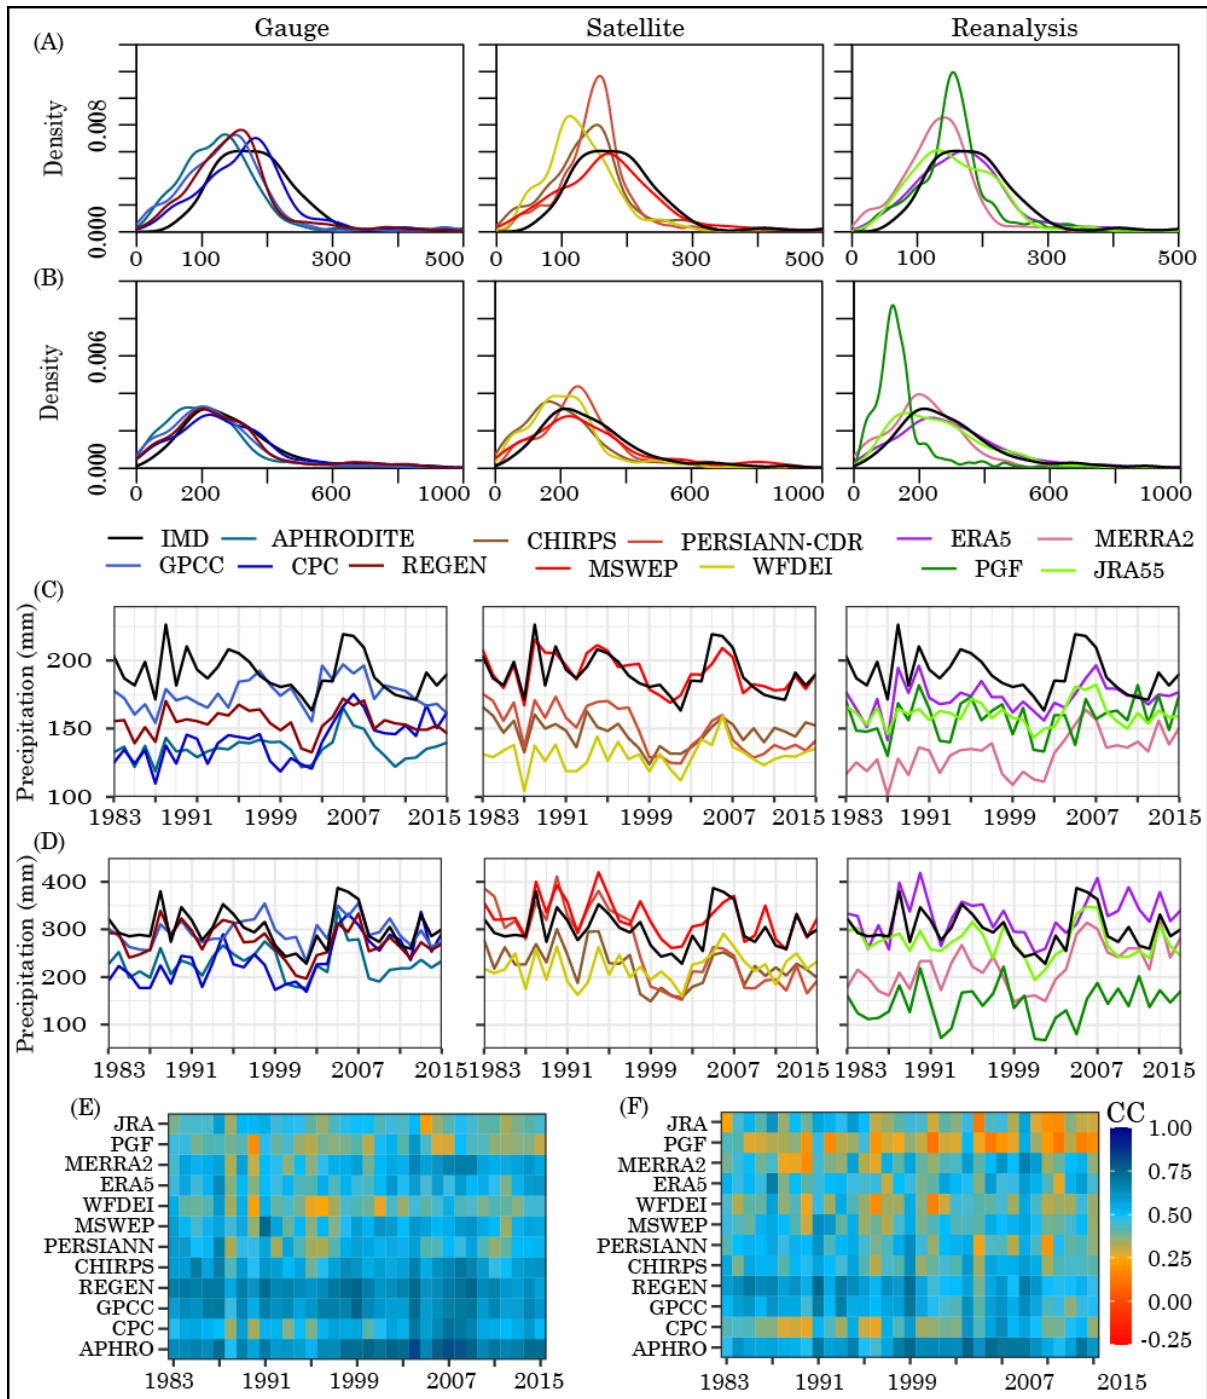 Gauge Satellite Reanalysis
(A)
Density
0.000 0.008
0 100 300 500 0 100 300 500 0 100 300 500
(B)
Density
0.000 0.006
0 200 600 1000 0 200 600 1000 0 200 600 1000
IMD APHRODITE CHIRPS PERSIANN-CDR ERA5 MERRA2
GPCC CPC REGEN MSWEP WFDEI PGF JRA55
(C)
Precipitation (mm)
200
150
100
1983 1991 1999 2007 2015 1983 1991 1999 2007 2015 1983 1991 1999 2007 2015
(D)
Precipitation (mm)
400
300
200
100
1983 1991 1999 2007 2015 1983 1991 1999 2007 2015 1983 1991 1999 2007 2015
(E)
JRA
PGF
MERRA2
ERA5
WFDEI
MSWEP
PERSIANN
CHIRPS
REGEN
GPCC
CPC
APHRO
1983 1991 1999 2007 2015
(F)
JRA
PGF
MERRA2
ERA5
WFDEI
MSWEP
PERSIANN
CHIRPS
REGEN
GPCC
CPC
APHRO
1983 1991 1999 2007 2015
CC
1.00
0.75
0.50
0.25
0.00
-0.25